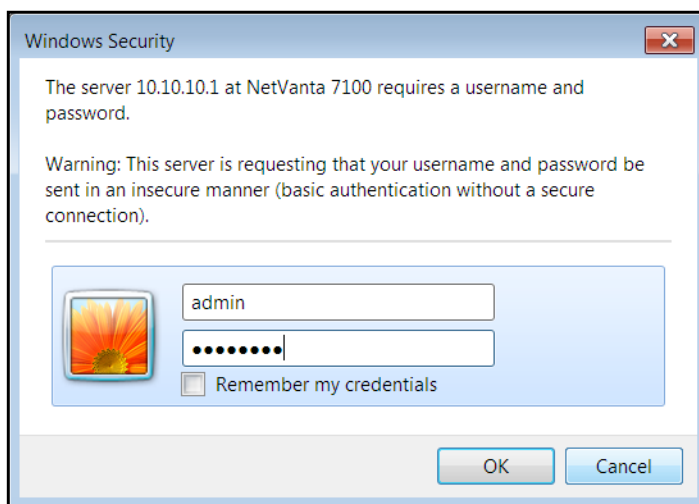 Windows Security
The server 10.10.10.1 at NetVanta 7100 requires a username and
password.
Warning: This server is requesting that your username and password be
sent in an insecure manner (basic authentication without a secure
connection).
admin
●●●●●●●●
Remember my credentials
OK
Cancel